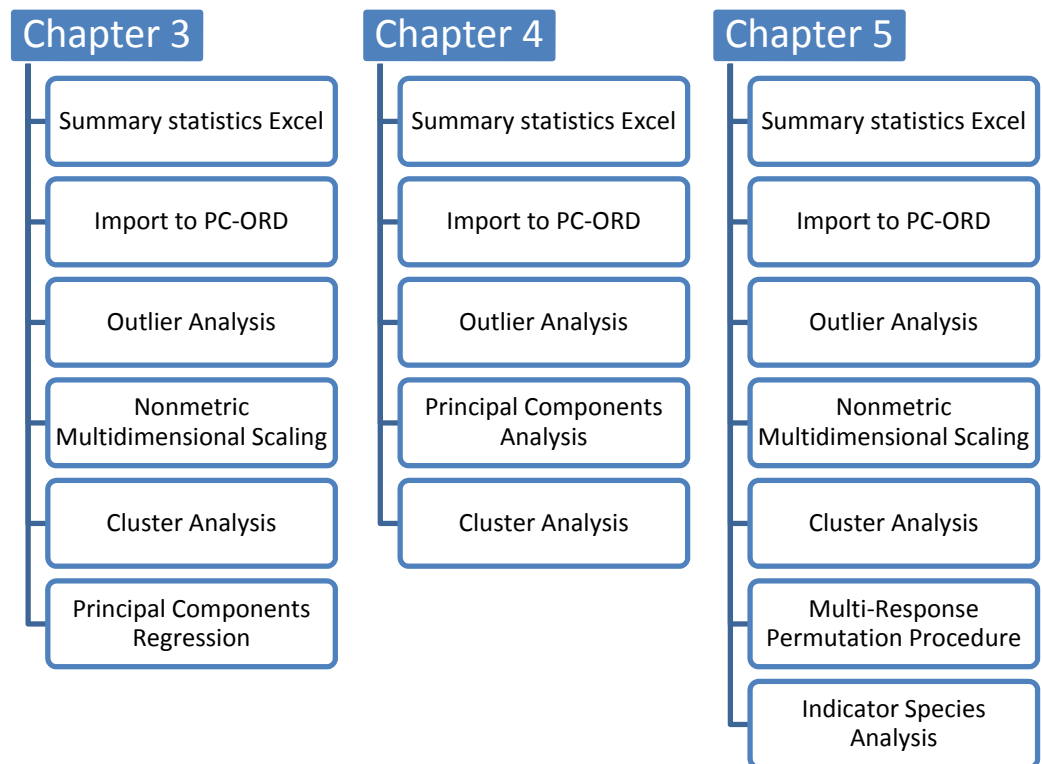 Chapter 3
Summary statistics Excel
Import to PC-ORD
Outlier Analysis
Nonmetric
Multidimensional Scaling
Cluster Analysis
Principal Components
Regression
Chapter 4
Summary statistics Excel
Import to PC-ORD
Outlier Analysis
Principal Components
Analysis
Cluster Analysis
Chapter 5
Summary statistics Excel
Import to PC-ORD
Outlier Analysis
Nonmetric
Multidimensional Scaling
Cluster Analysis
Multi-Response
Permutation Procedure
Indicator Species
Analysis